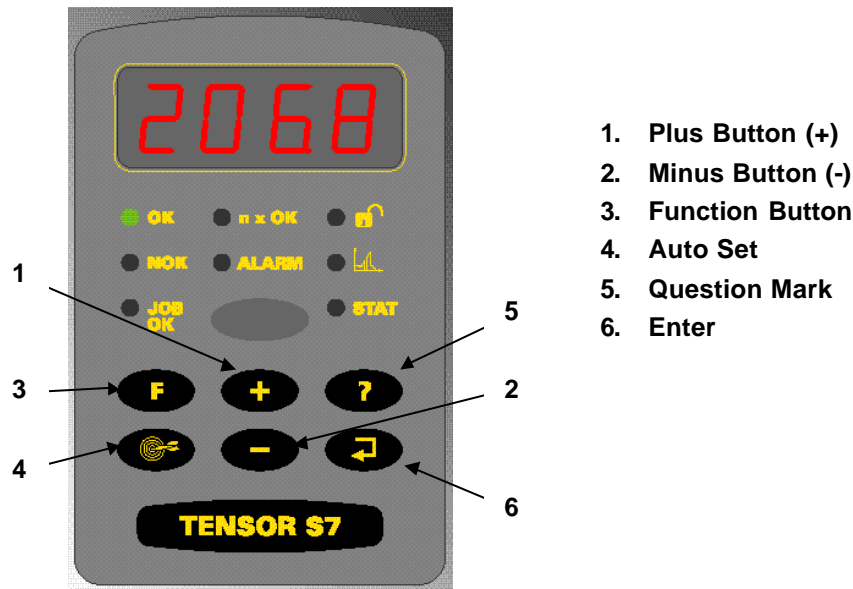 2068
OK n x OK
NOK ALARM
JOB OK STAT
1
5
3 F + ? 2
4 -
6
TENSOR S7
1. Plus Button (+)
2. Minus Button (-)
3. Function Button
4. Auto Set
5. Question Mark
6. Enter